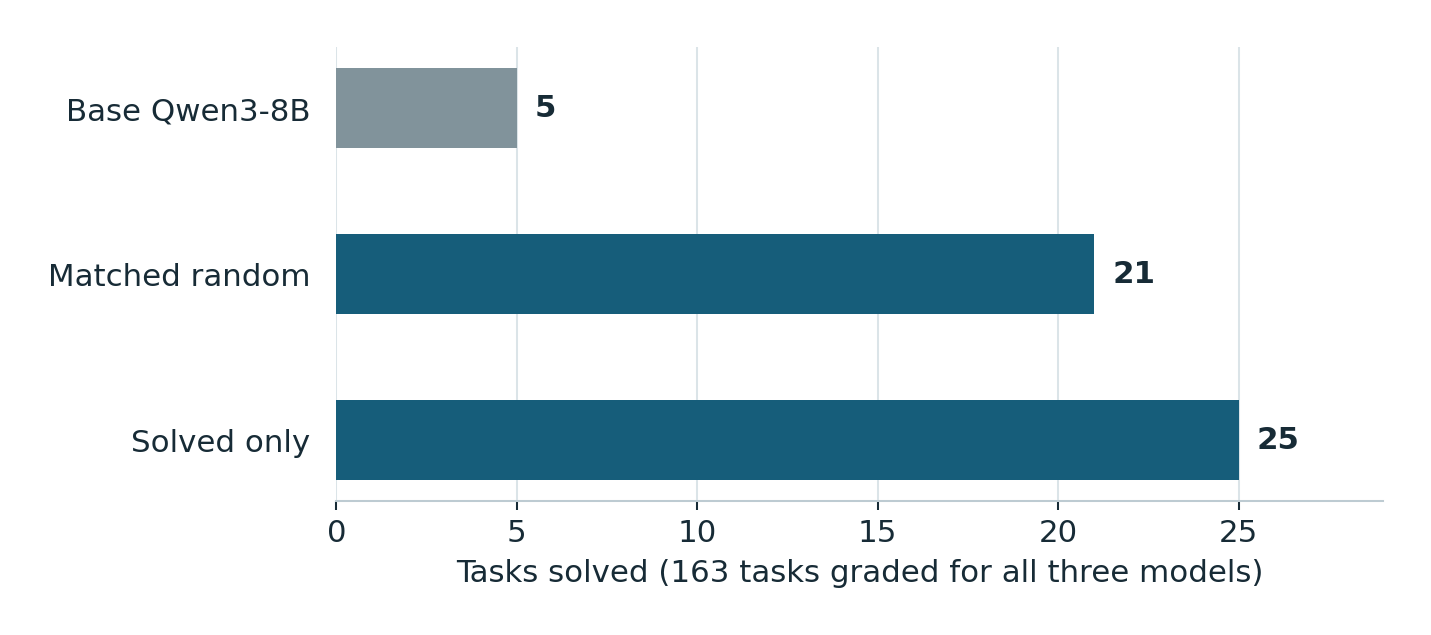 Base Qwen3-8B
5
Matched random
21
Solved only
25
0 5 10 15 20 25
Tasks solved (163 tasks graded for all three models)